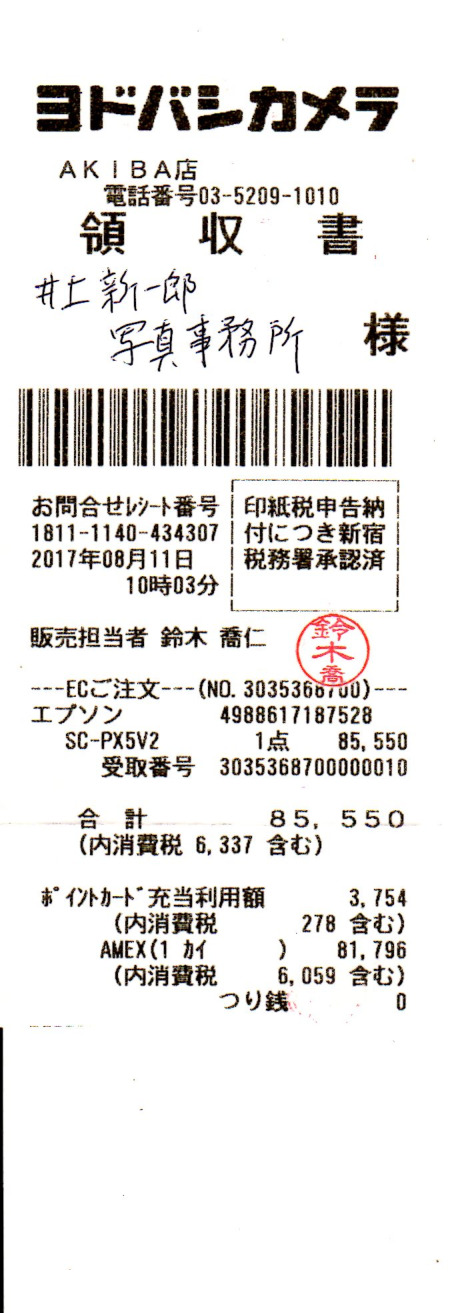 ヨドバシカメラ
AKIBA店
電話番号03-5209-1010
領収書
井上新一郎
写真事務所 様
お問合せレシート番号
1811-1140-434307
2017年08月11日
10時03分
印紙税申告納
付につき新宿
税務署承認済
販売担当者 鈴木 喬仁
鈴木喬
---ECご注文---(NO. 3035368700)---
エプソン 4988617187528
SC-PX5V2 1点 85,550
受取番号 3035368700000010
合 計 85,550
(内消費税 6,337 含む)
ポイントカード充当利用額 3,754
(内消費税 278 含む)
AMEX(1 カイ ) 81,796
(内消費税 6,059 含む)
つり銭 0